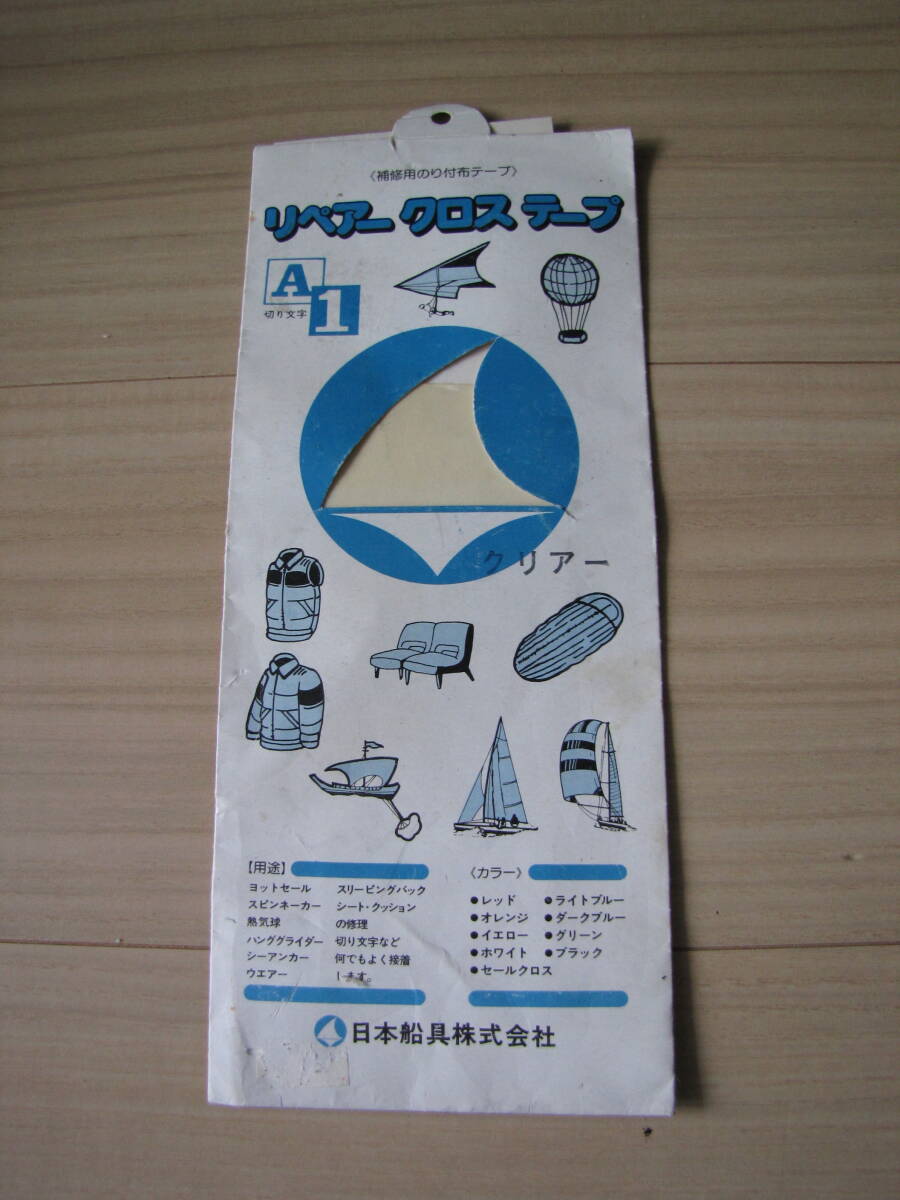 〈補修用のり付布テープ〉
リペアー クロス テープ
A
1
切り文字
クリアー
【用途】
ヨットセール
スピンネーカー
熱気球
ハンググライダー
シーアンカー
ウエアー
スリーピングバック
シート・クッション
の修理
切り文字など
何でもよく接着
します。
〈カラー〉
●レッド
●オレンジ
●イエロー
●ホワイト
●セールクロス
●ライトブルー
●ダークブルー
●グリーン
●ブラック
日本船具株式会社